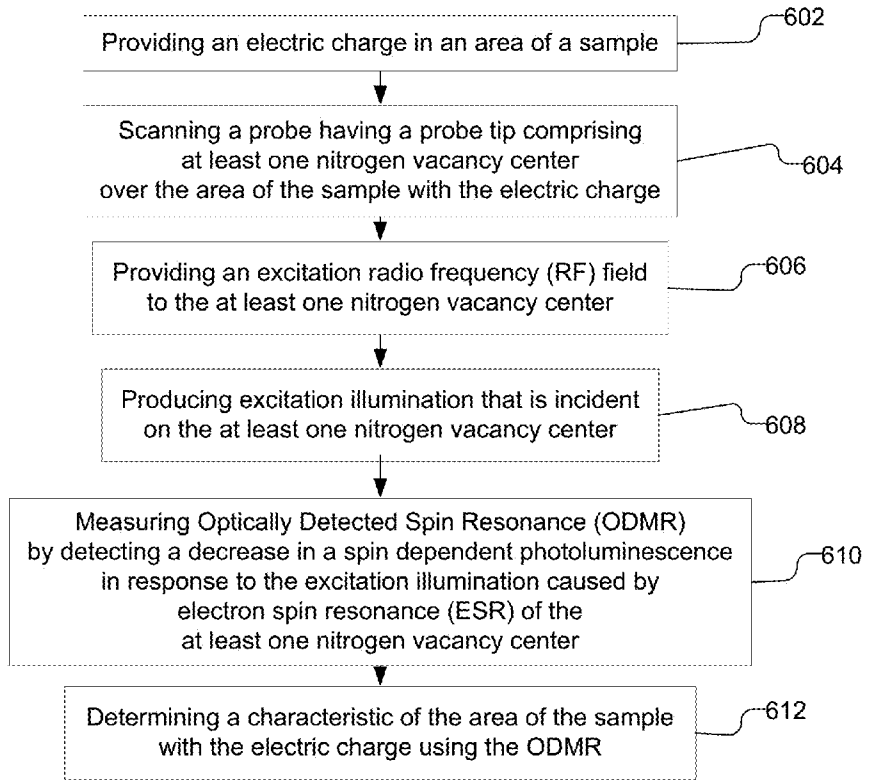 602
Providing an electric charge in an area of a sample
Scanning a probe having a probe tip comprising
at least one nitrogen vacancy center
over the area of the sample with the electric charge
604
Providing an excitation radio frequency (RF) field
to the at least one nitrogen vacancy center
606
Producing excitation illumination that is incident
on the at least one nitrogen vacancy center
608
Measuring Optically Detected Spin Resonance (ODMR)
by detecting a decrease in a spin dependent photoluminescence
in response to the excitation illumination caused by
electron spin resonance (ESR) of the
at least one nitrogen vacancy center
610
Determining a characteristic of the area of the sample
with the electric charge using the ODMR
612